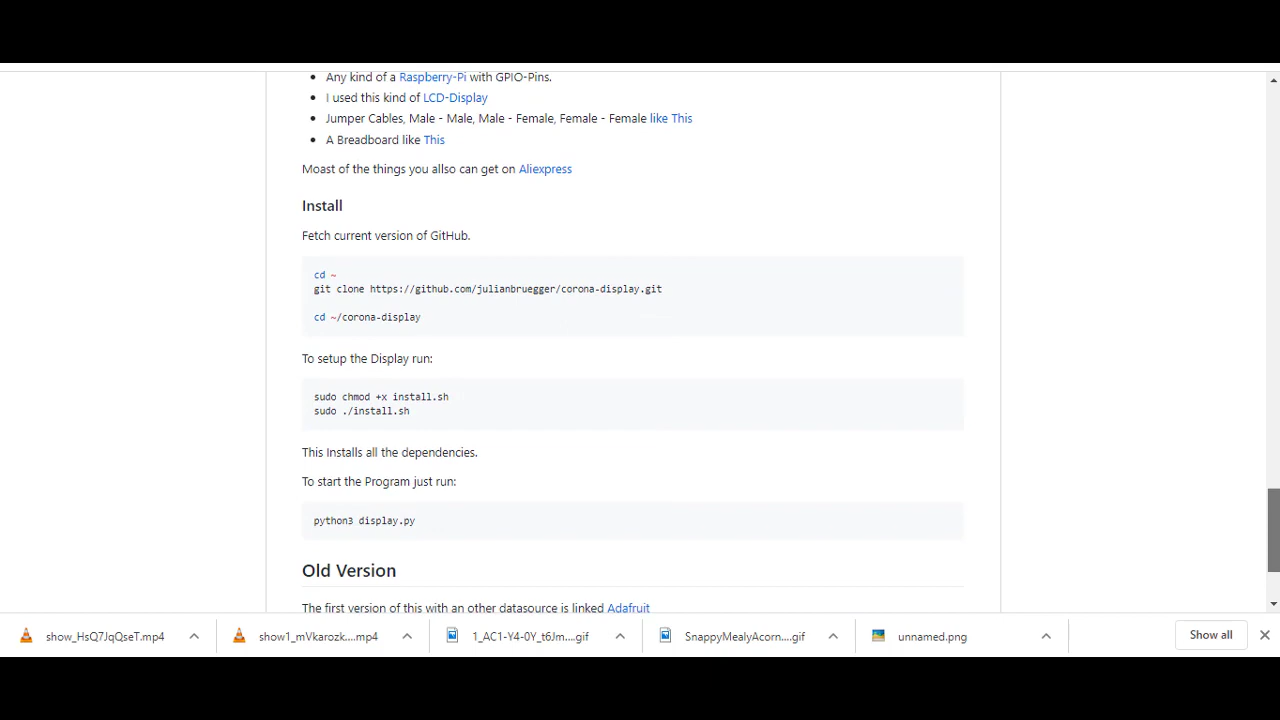 Any kind of a Raspberry-Pi with GPIO-Pins.
I used this kind of LCD-Display
Jumper Cables, Male - Male, Male - Female, Female - Female like This
A Breadboard like This
Moast of the things you allso can get on Aliexpress
Install
Fetch current version of GitHub.
cd ~
git clone https://github.com/julianbruegger/corona-display.git
cd ~/corona-display
To setup the Display run:
sudo chmod +x install.sh
sudo ./install.sh
This Installs all the dependencies.
To start the Program just run:
python3 display.py
Old Version
The first version of this with an other datasource is linked Adafruit
show_HsQ7JqQseT.mp4
show1_mVkarozk....mp4
1_AC1-Y4-0Y_t6Jm....gif
SnappyMealyAcorn....gif
unnamed.png
Show all